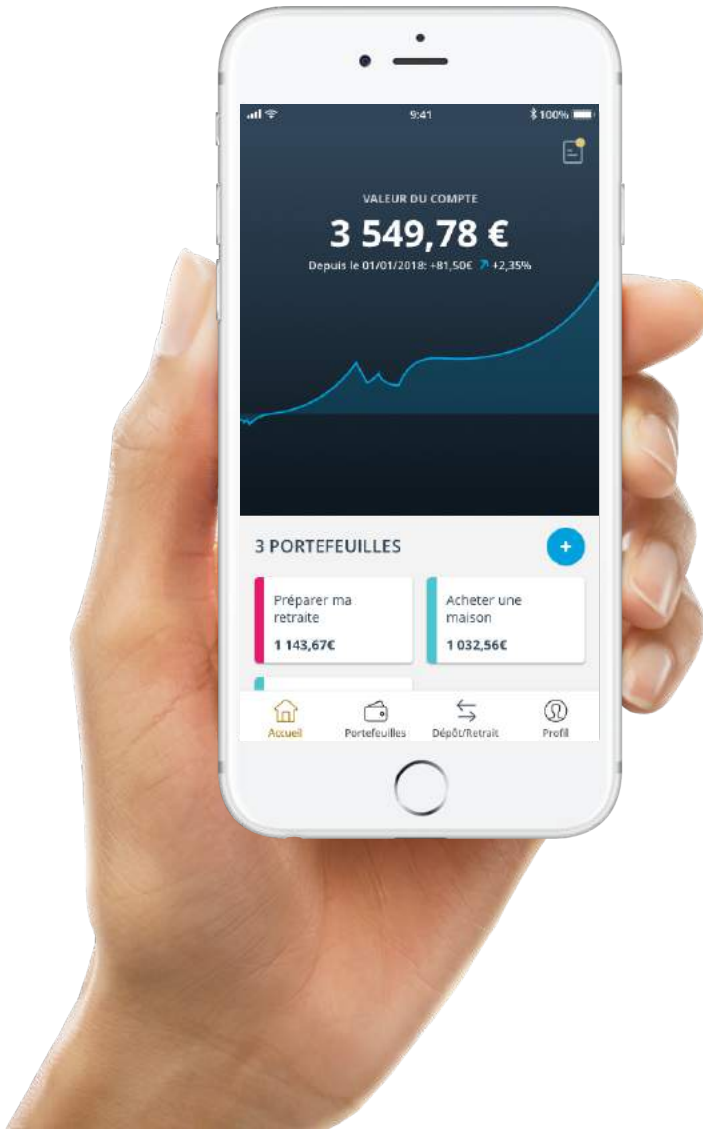 9:41
100%
VALEUR DU COMPTE
3 549,78 €
Depuis le 01/01/2018: +81,50€ +2,35%
3 PORTEFEUILLES
+
Préparer ma
retraite
1 143,67€
Acheter une
maison
1 032,56€
Accueil
Portefeuilles
Dépôt/Retrait
Profil